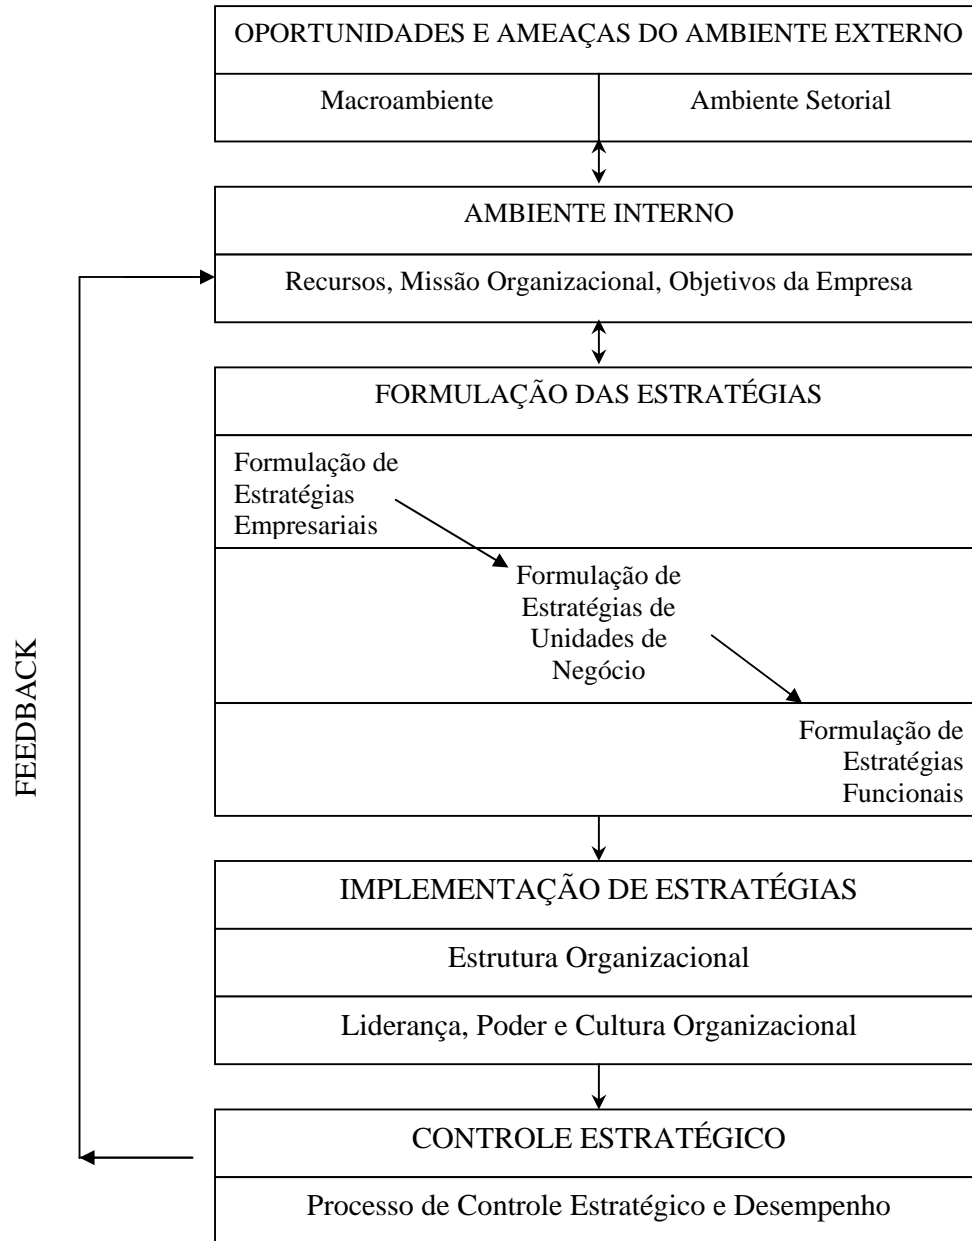 OPORTUNIDADES E AMEAÇAS DO AMBIENTE EXTERNO
Macroambiente
Ambiente Setorial
AMBIENTE INTERNO
Recursos, Missão Organizacional, Objetivos da Empresa
FORMULAÇÃO DAS ESTRATÉGIAS
Formulação de
Estratégias
Empresariais
Formulação de
Estratégias de
Unidades de
Negócio
Formulação de
Estratégias
Funcionais
IMPLEMENTAÇÃO DE ESTRATÉGIAS
Estrutura Organizacional
Liderança, Poder e Cultura Organizacional
CONTROLE ESTRATÉGICO
Processo de Controle Estratégico e Desempenho
FEEDBACK